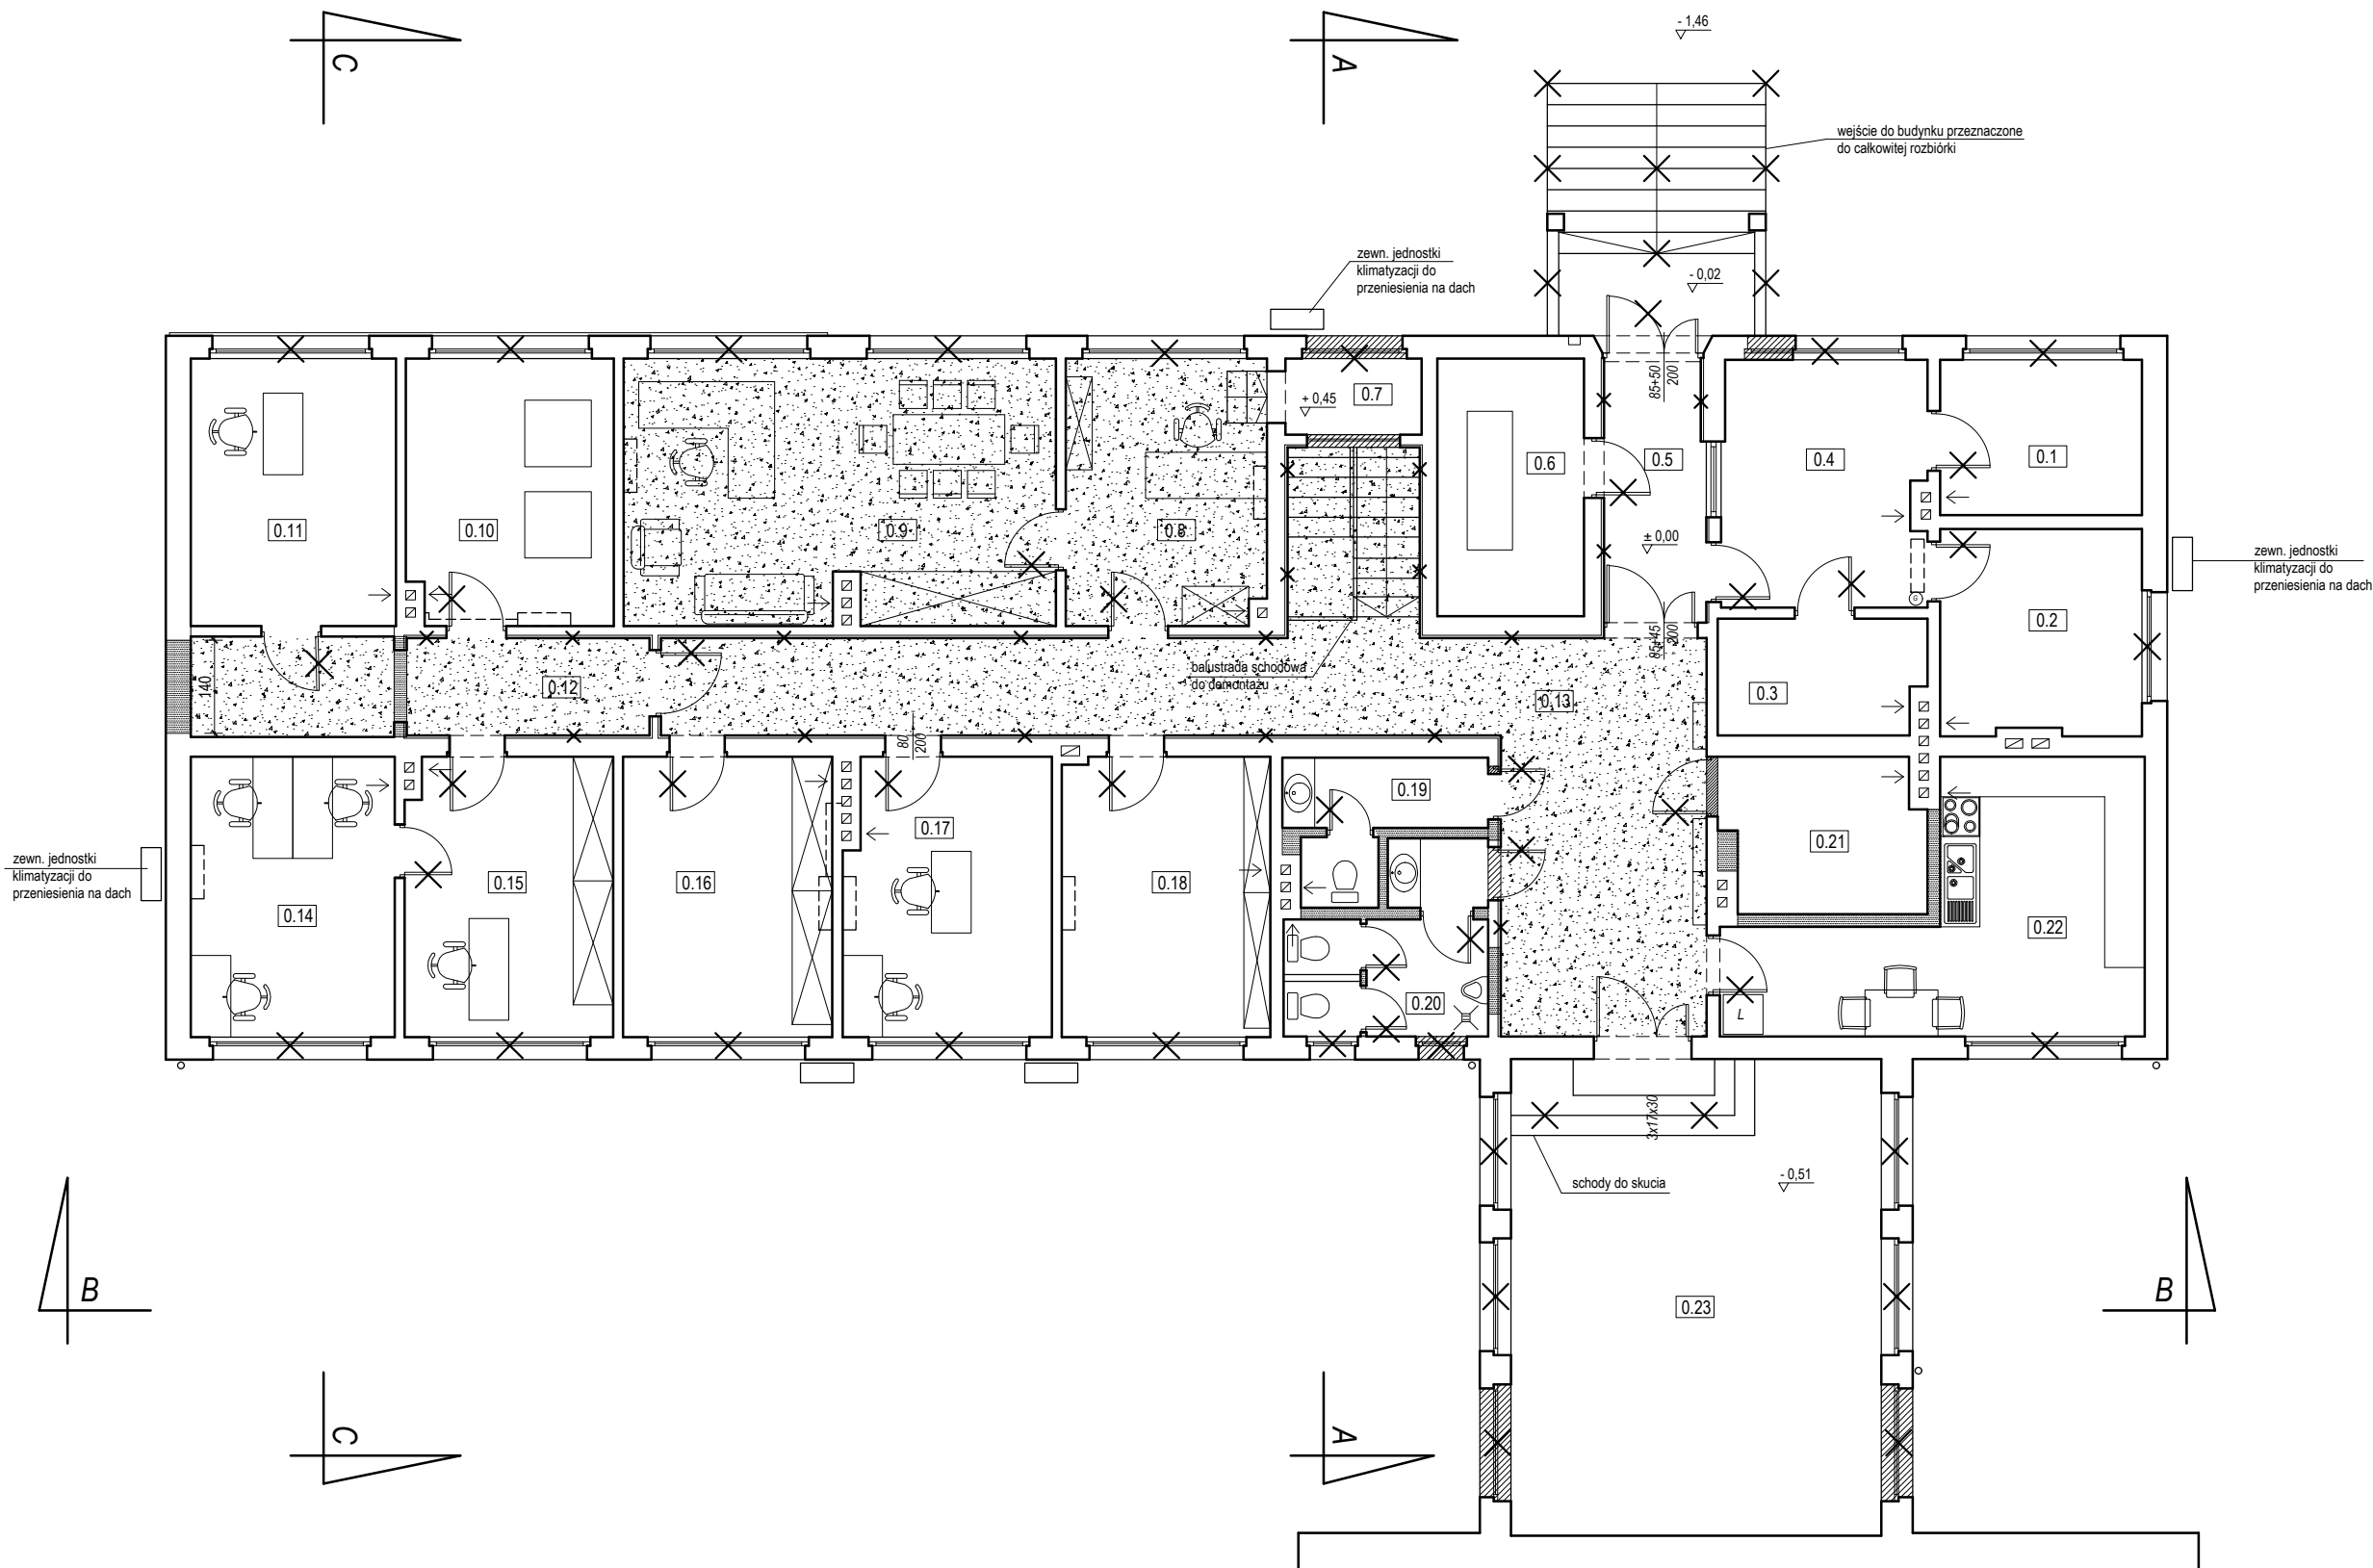 C
A
- 1,46
wejście do budynku przeznaczone
do całkowitej rozbiórki
zewn. jednostki
klimatyzacji do
przeniesienia na dach
- 0,02
85+50
200
+ 0,45
0.7
0.11
0.10
0.9
0.8
0.6
0.5
0.4
0.1
± 0,00
zewn. jednostki
klimatyzacji do
przeniesienia na dach
G
0.2
85+45
200
140
0.12
balustrada schodowa
do demontażu
0.13
0.3
80
200
0.19
0.17
0.21
zewn. jednostki
klimatyzacji do
przeniesienia na dach
0.14
0.15
0.16
0.18
0.22
0.20
L
3x17x30
schody do skucia
- 0,51
B
B
0.23
C
A